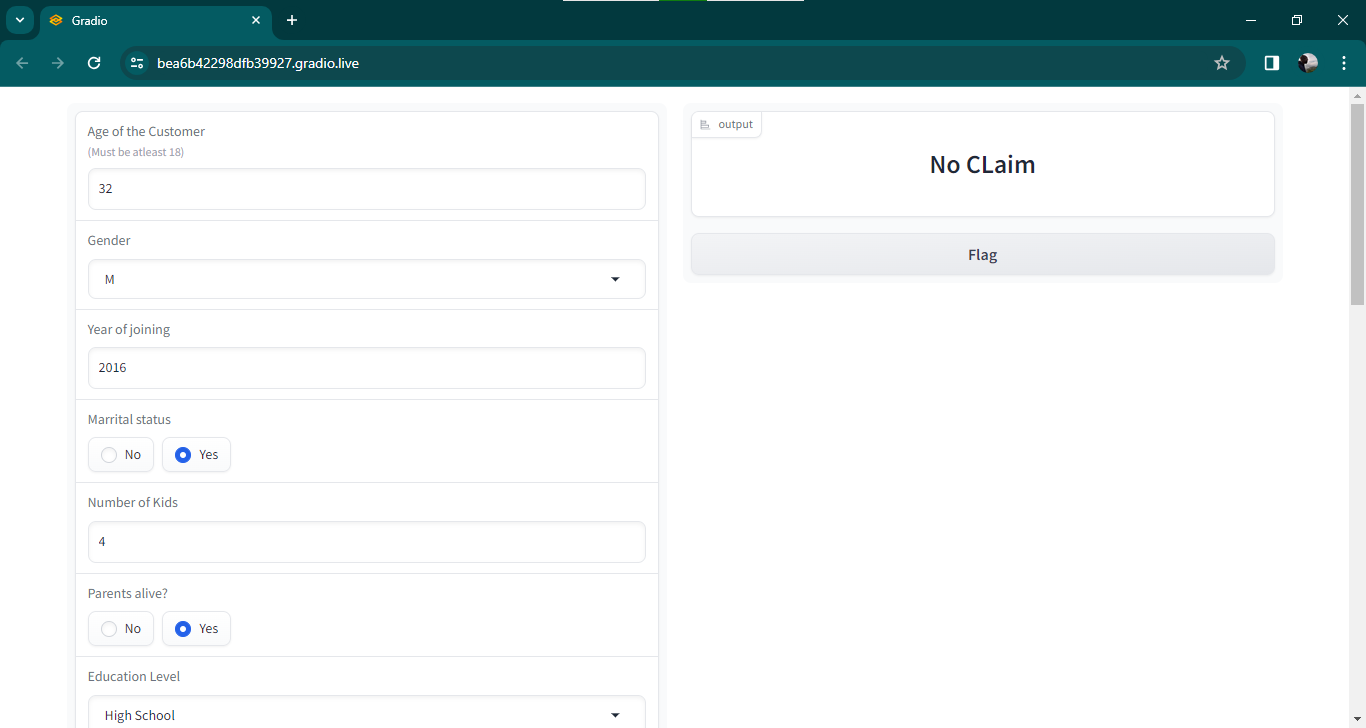 Gradio
bea6b42298dfb39927.gradio.live
Age of the Customer
(Must be atleast 18)
32
Gender
M
Year of joining
2016
Marrital status
No Yes
Number of Kids
4
Parents alive?
No Yes
Education Level
High School
output
No CLaim
Flag